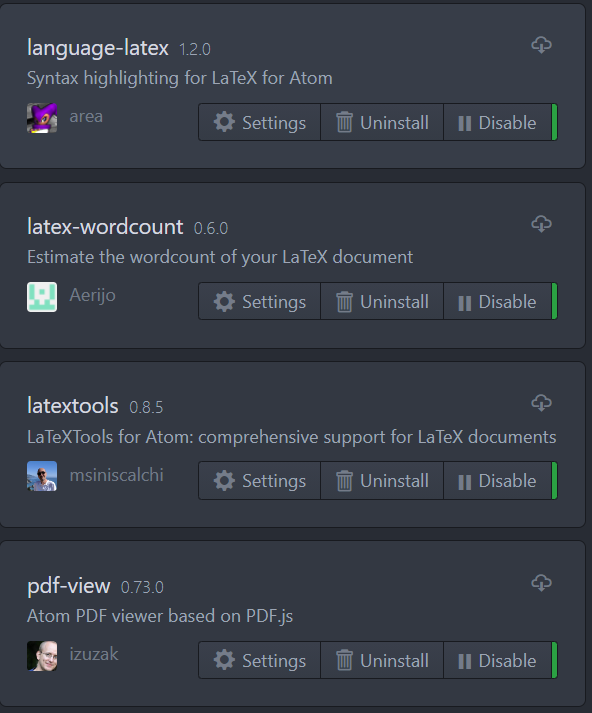 language-latex 1.2.0
Syntax highlighting for LaTeX for Atom
area Settings Uninstall Disable
latex-wordcount 0.6.0
Estimate the wordcount of your LaTeX document
Aerijo Settings Uninstall Disable
latextools 0.8.5
LaTeXTools for Atom: comprehensive support for LaTeX documents
msiniscalchi Settings Uninstall Disable
pdf-view 0.73.0
Atom PDF viewer based on PDF.js
izuzak Settings Uninstall Disable